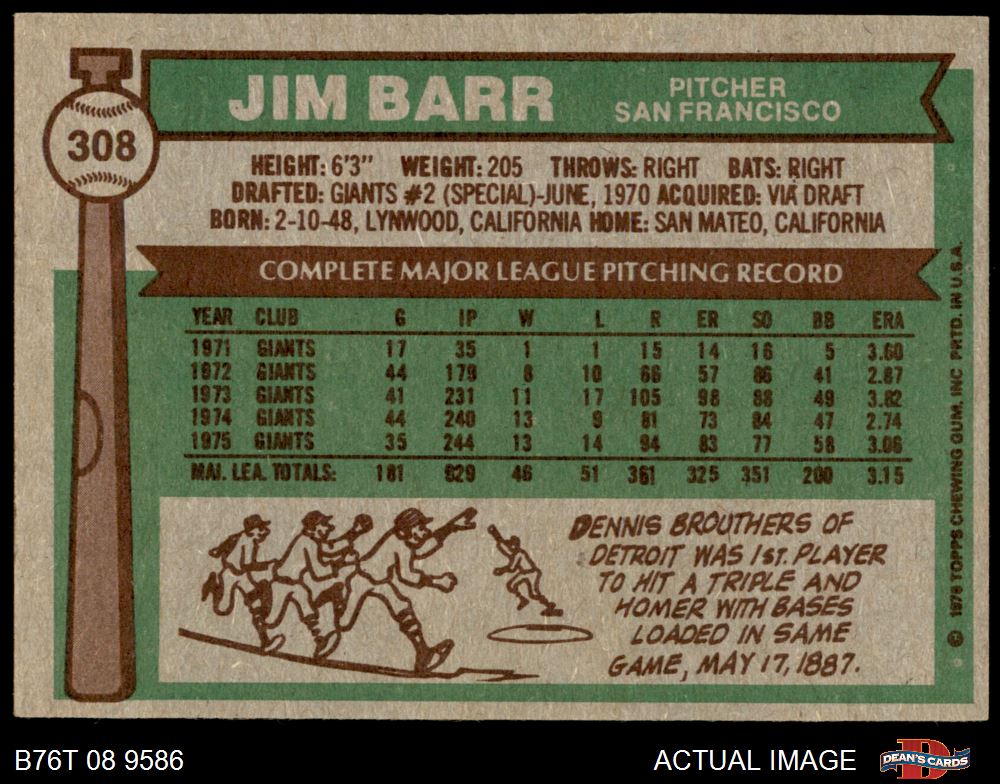 308
JIM BARR
PITCHER
SAN FRANCISCO
HEIGHT: 6'3" WEIGHT: 205 THROWS: RIGHT BATS: RIGHT
DRAFTED: GIANTS #2 (SPECIAL)-JUNE, 1970 ACQUIRED: VIA DRAFT
BORN: 2-10-48, LYNWOOD, CALIFORNIA HOME: SAN MATEO, CALIFORNIA
COMPLETE MAJOR LEAGUE PITCHING RECORD
YEAR CLUB G IP W L R ER SO BB ERA
1971 GIANTS 17 35 1 1 15 14 16 5 3.60
1972 GIANTS 44 179 8 10 66 57 86 41 2.87
1973 GIANTS 41 231 11 17 105 98 88 49 3.82
1974 GIANTS 44 240 13 9 81 73 84 47 2.74
1975 GIANTS 35 244 13 14 94 83 77 58 3.06
MAJ. LEA. TOTALS: 181 929 46 51 361 325 351 200 3.15
DENNIS BROUTHERS OF
DETROIT WAS 1ST. PLAYER
TO HIT A TRIPLE AND
HOMER WITH BASES
LOADED IN SAME
GAME, MAY 17, 1887.
© 1976 TOPPS CHEWING GUM, INC PRTD. IN U.S.A.
B76T 08 9586
ACTUAL IMAGE
D
DEAN'S CARDS